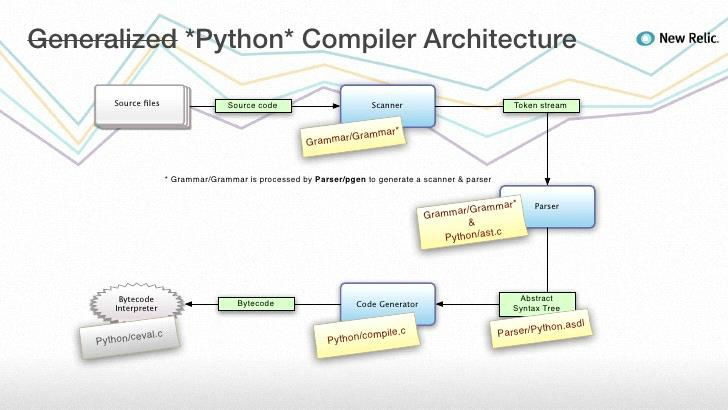 Generalized *Python* Compiler Architecture
New Relic.
Source files
Source code
Scanner
Token stream
Grammar/Grammar*
* Grammar/Grammar is processed by Parser/pgen to generate a scanner & parser
Parser
Grammar/Grammar*
&
Python/ast.c
Bytecode
Interpreter
Bytecode
Code Generator
Abstract
Syntax Tree
Python/ceval.c
Python/compile.c
Parser/Python.asdl